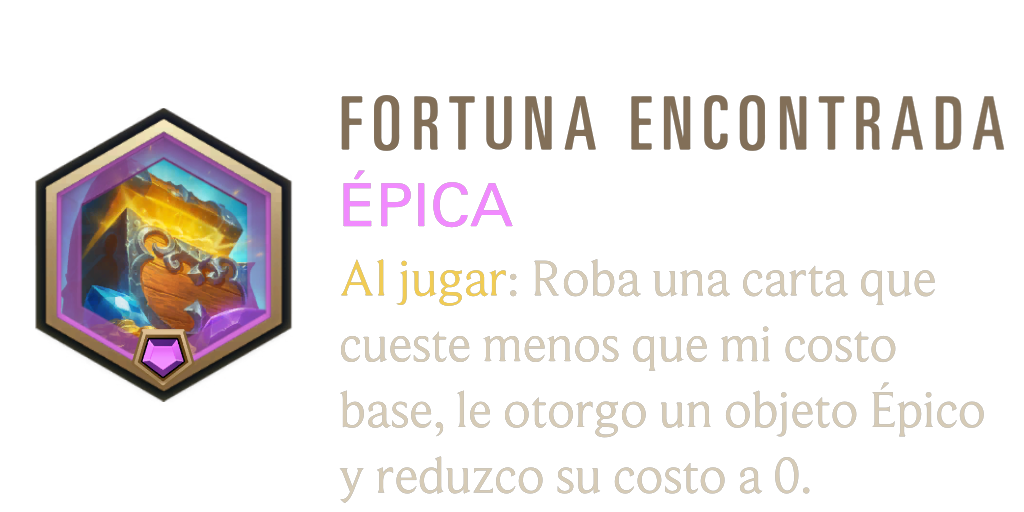 FORTUNA ENCONTRADA
ÉPICA
Al jugar: Roba una carta que
cueste menos que mi costo
base, le otorgo un objeto Épico
y reduzco su costo a 0.